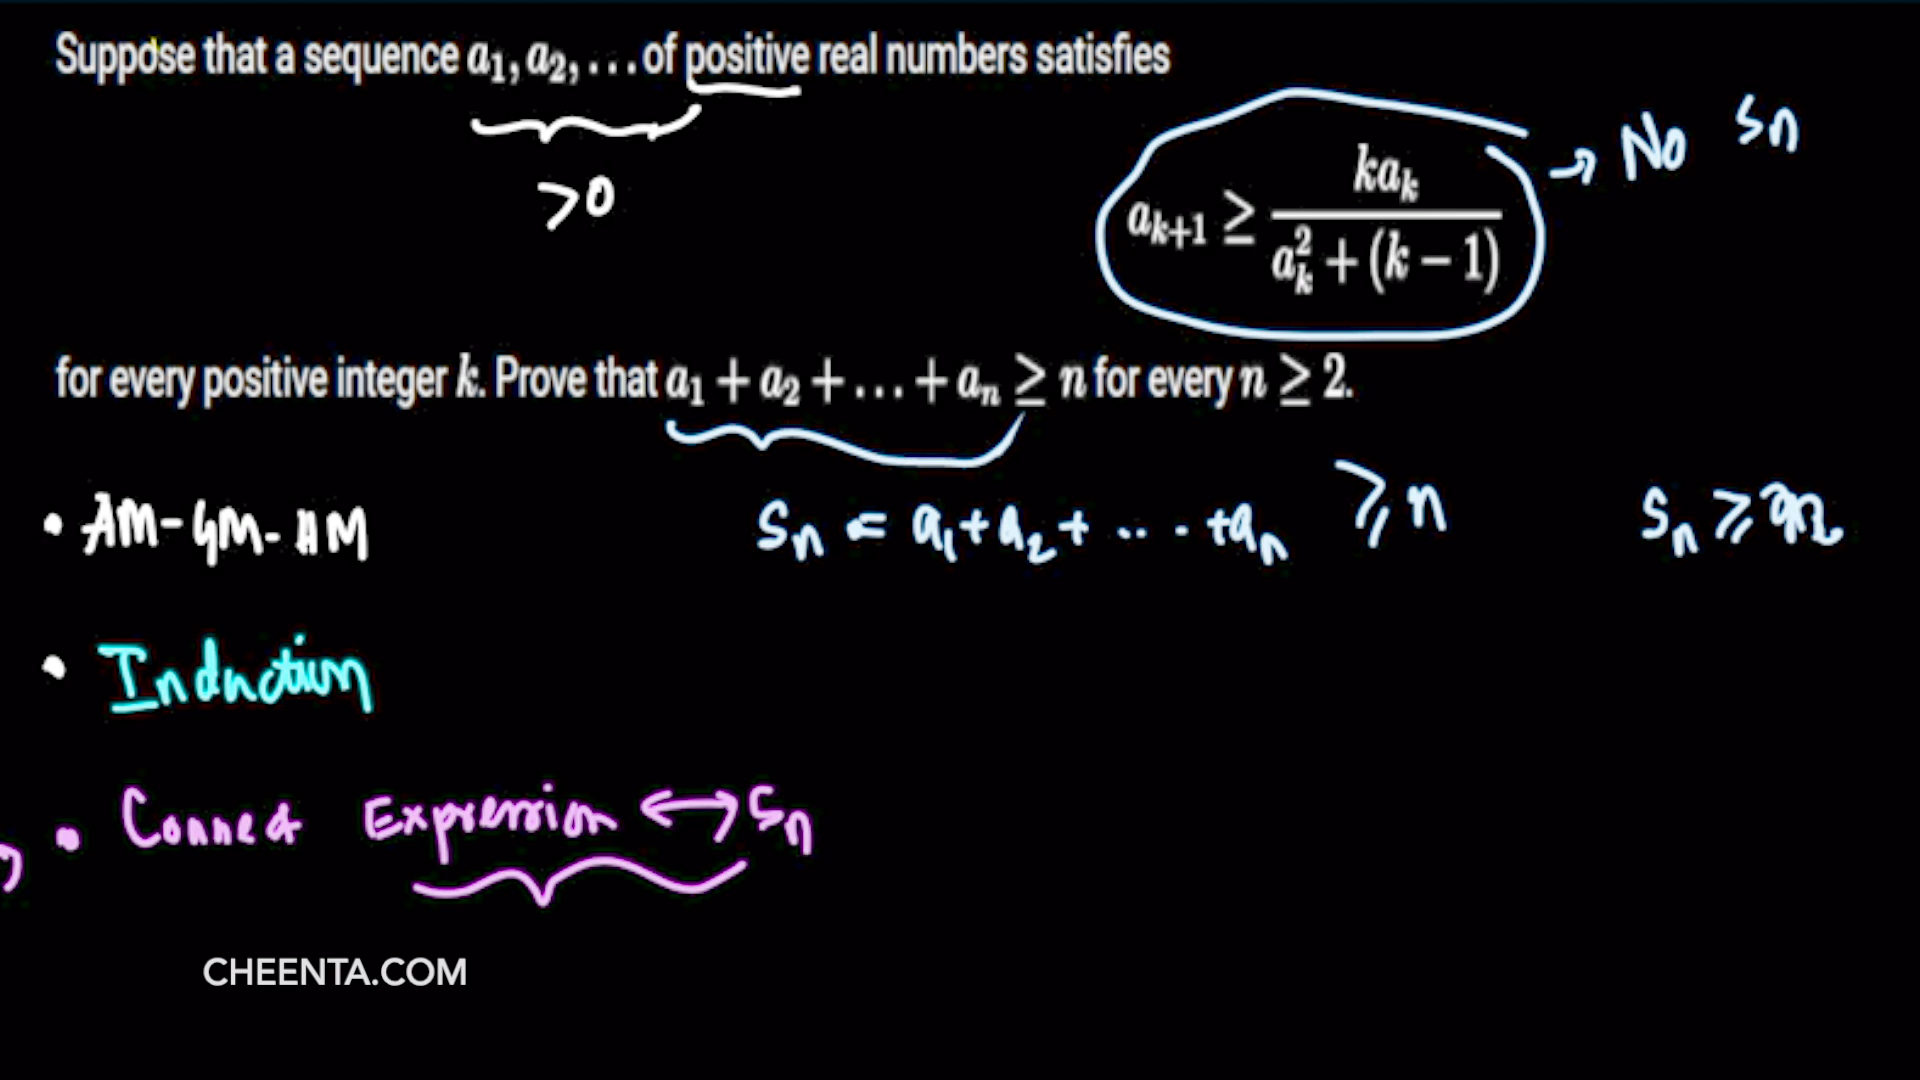 Suppose that a sequence a₁, a₂, … of positive real numbers satisfies
>0
a_{k+1} ≥ ka_k / (a_k² + (k − 1))
→ No Sn
for every positive integer k. Prove that a₁ + a₂ + … + a_n ≥ n for every n ≥ 2.
• AM-GM-HM
Sn = a₁ + a₂ + ... + an ≥ n
Sn ≥
• Induction
• Connect Expression ↔ Sn
CHEENTA.COM